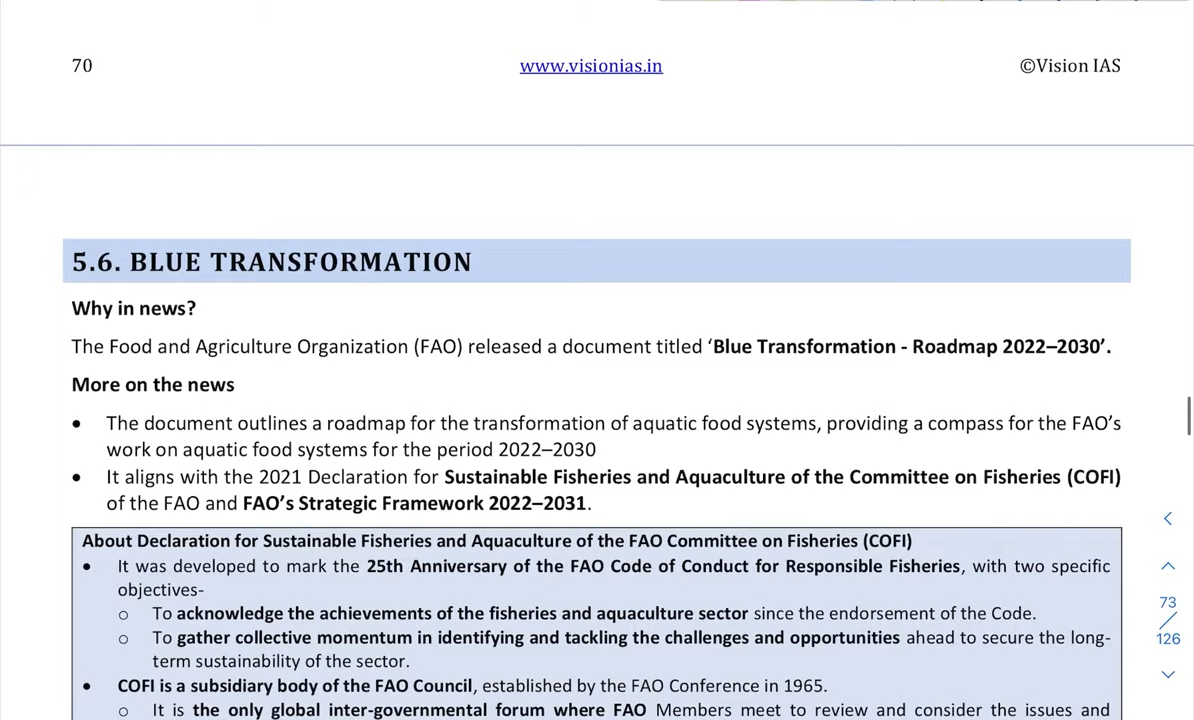 70 www.visionias.in ©Vision IAS
5.6. BLUE TRANSFORMATION
Why in news?
The Food and Agriculture Organization (FAO) released a document titled ‘Blue Transformation - Roadmap 2022–2030’.
More on the news
• The document outlines a roadmap for the transformation of aquatic food systems, providing a compass for the FAO’s
work on aquatic food systems for the period 2022–2030
• It aligns with the 2021 Declaration for Sustainable Fisheries and Aquaculture of the Committee on Fisheries (COFI)
of the FAO and FAO’s Strategic Framework 2022–2031.
About Declaration for Sustainable Fisheries and Aquaculture of the FAO Committee on Fisheries (COFI)
• It was developed to mark the 25th Anniversary of the FAO Code of Conduct for Responsible Fisheries, with two specific
objectives-
o To acknowledge the achievements of the fisheries and aquaculture sector since the endorsement of the Code.
o To gather collective momentum in identifying and tackling the challenges and opportunities ahead to secure the long-
term sustainability of the sector.
• COFI is a subsidiary body of the FAO Council, established by the FAO Conference in 1965.
o It is the only global inter-governmental forum where FAO Members meet to review and consider the issues and
73
/
126